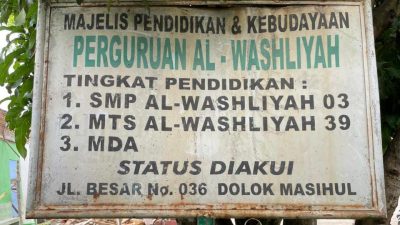 MAJELIS PENDIDIKAN & KEBUDAYAAN
PERGURUAN AL - WASHLIYAH
TINGKAT PENDIDIKAN :
1. SMP AL-WASHLIYAH 03
2. MTS AL-WASHLIYAH 39
3. MDA
STATUS DIAKUI
JL. BESAR No. 036 DOLOK MASIHUL